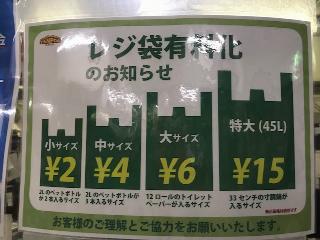 レジ袋有料化
のお知らせ
小サイズ
¥2
中サイズ
¥4
大サイズ
¥6
特大(45L)
¥15
2Lのペットボトル
が2本入るサイズ
2Lのペットボトルが
3本入るサイズ
12ロールのトイレット
ペーパーが入るサイズ
33センチの寸胴鍋が
入るサイズ
お客様のご理解とご協力をお願いいたします。